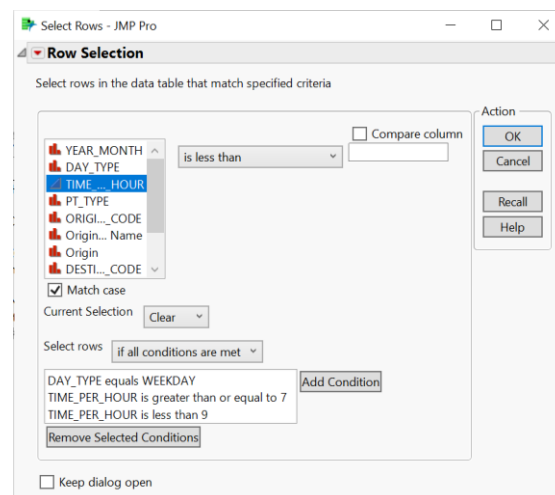 Select Rows - JMP Pro
Row Selection
Select rows in the data table that match specified criteria
Action
Compare column
OK
YEAR_MONTH
is less than
Cancel
DAY_TYPE
TIME_..._HOUR
PT_TYPE
Recall
ORIGI..._CODE
Help
Origin... Name
Origin
DESTI..._CODE
Match case
Current Selection Clear
Select rows if all conditions are met
DAY_TYPE equals WEEKDAY
Add Condition
TIME_PER_HOUR is greater than or equal to 7
TIME_PER_HOUR is less than 9
Remove Selected Conditions
Keep dialog open